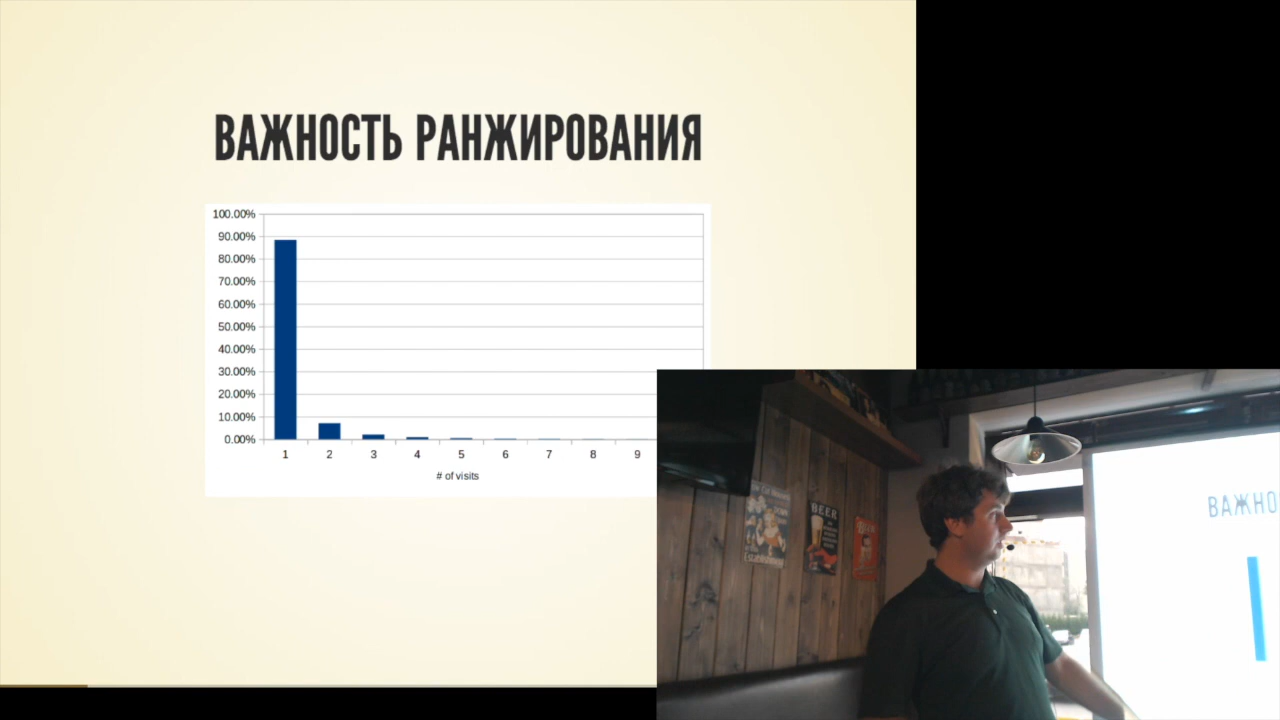 ВАЖНОСТЬ РАНЖИРОВАНИЯ
100.00%
90.00%
80.00%
70.00%
60.00%
50.00%
40.00%
30.00%
20.00%
10.00%
0.00%
1 2 3 4 5 6 7 8 9
# of visits
BEER
ВАЖНО